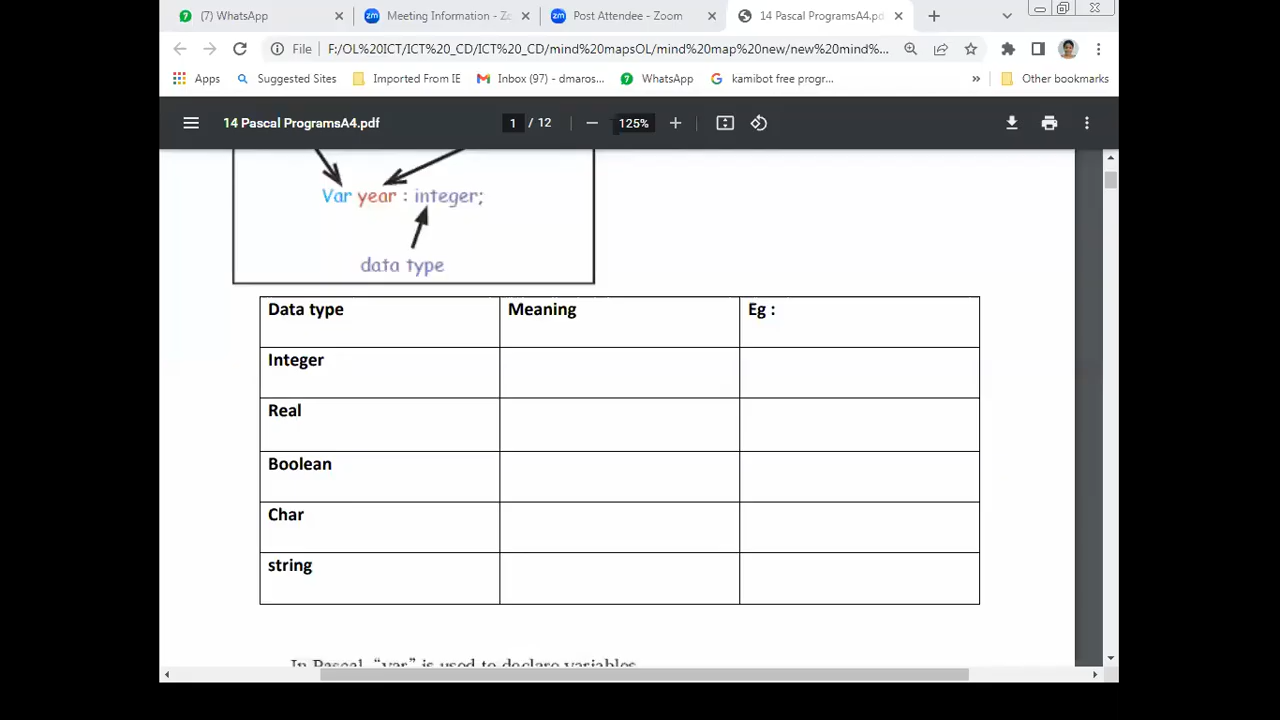 (7) WhatsApp
Meeting Information - Zo
Post Attendee - Zoom
14 Pascal ProgramsA4.pd
File
F:/OL%20ICT/ICT%20_CD/ICT%20_CD/mind%20mapsOL/mind%20map%20new/new%20mind%...
Apps
Suggested Sites
Imported From IE
Inbox (97) - dmaros...
WhatsApp
kamibot free progr...
»
Other bookmarks
14 Pascal ProgramsA4.pdf
1 / 12
125%
Var year : integer;
data type
Data type Meaning Eg :
Integer
Real
Boolean
Char
string
In Pascal, “var” is used to declare variables